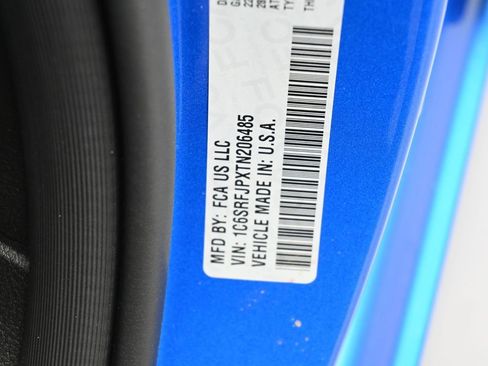 MFD BY: FCA US LLC
VIN: 1C6SRFJPXTN206485
VEHICLE MADE IN: U.S.A.